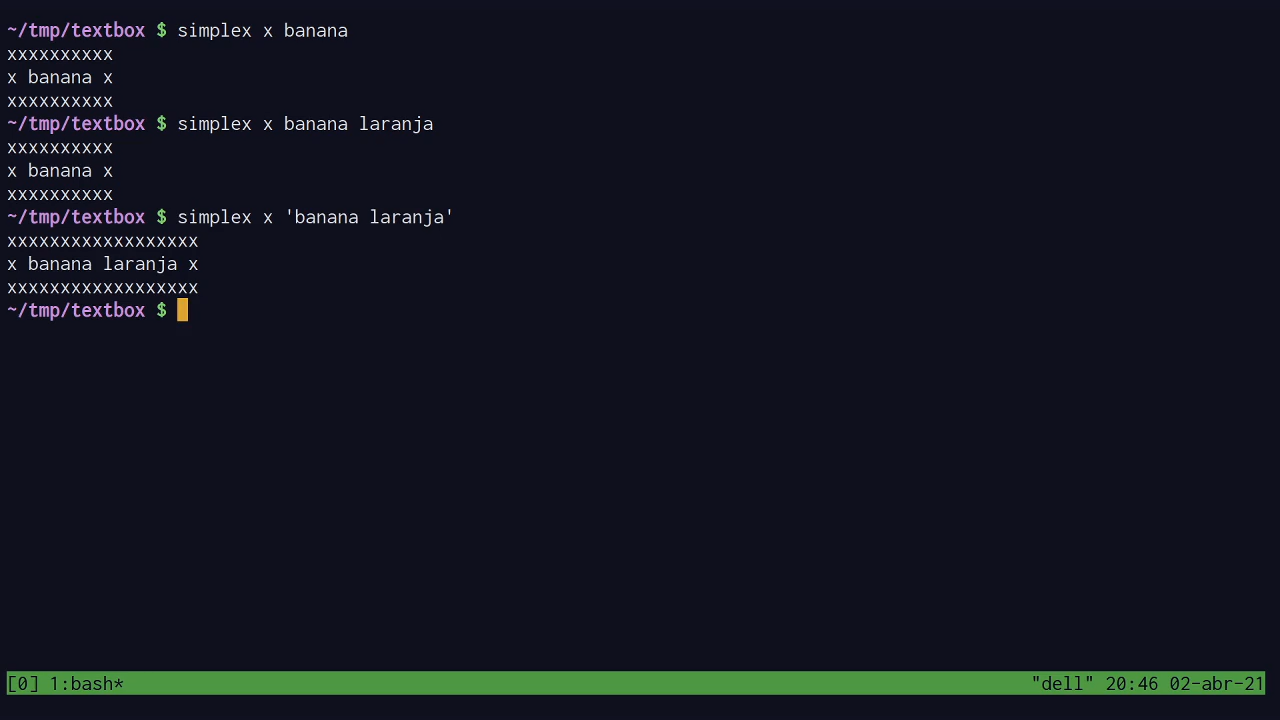 ~/tmp/textbox $ simplex x banana
xxxxxxxxxx
x banana x
xxxxxxxxxx
~/tmp/textbox $ simplex x banana laranja
xxxxxxxxxx
x banana x
xxxxxxxxxx
~/tmp/textbox $ simplex x 'banana laranja'
xxxxxxxxxxxxxxxxxx
x banana laranja x
xxxxxxxxxxxxxxxxxx
~/tmp/textbox $
[0] 1:bash* "dell" 20:46 02-abr-21